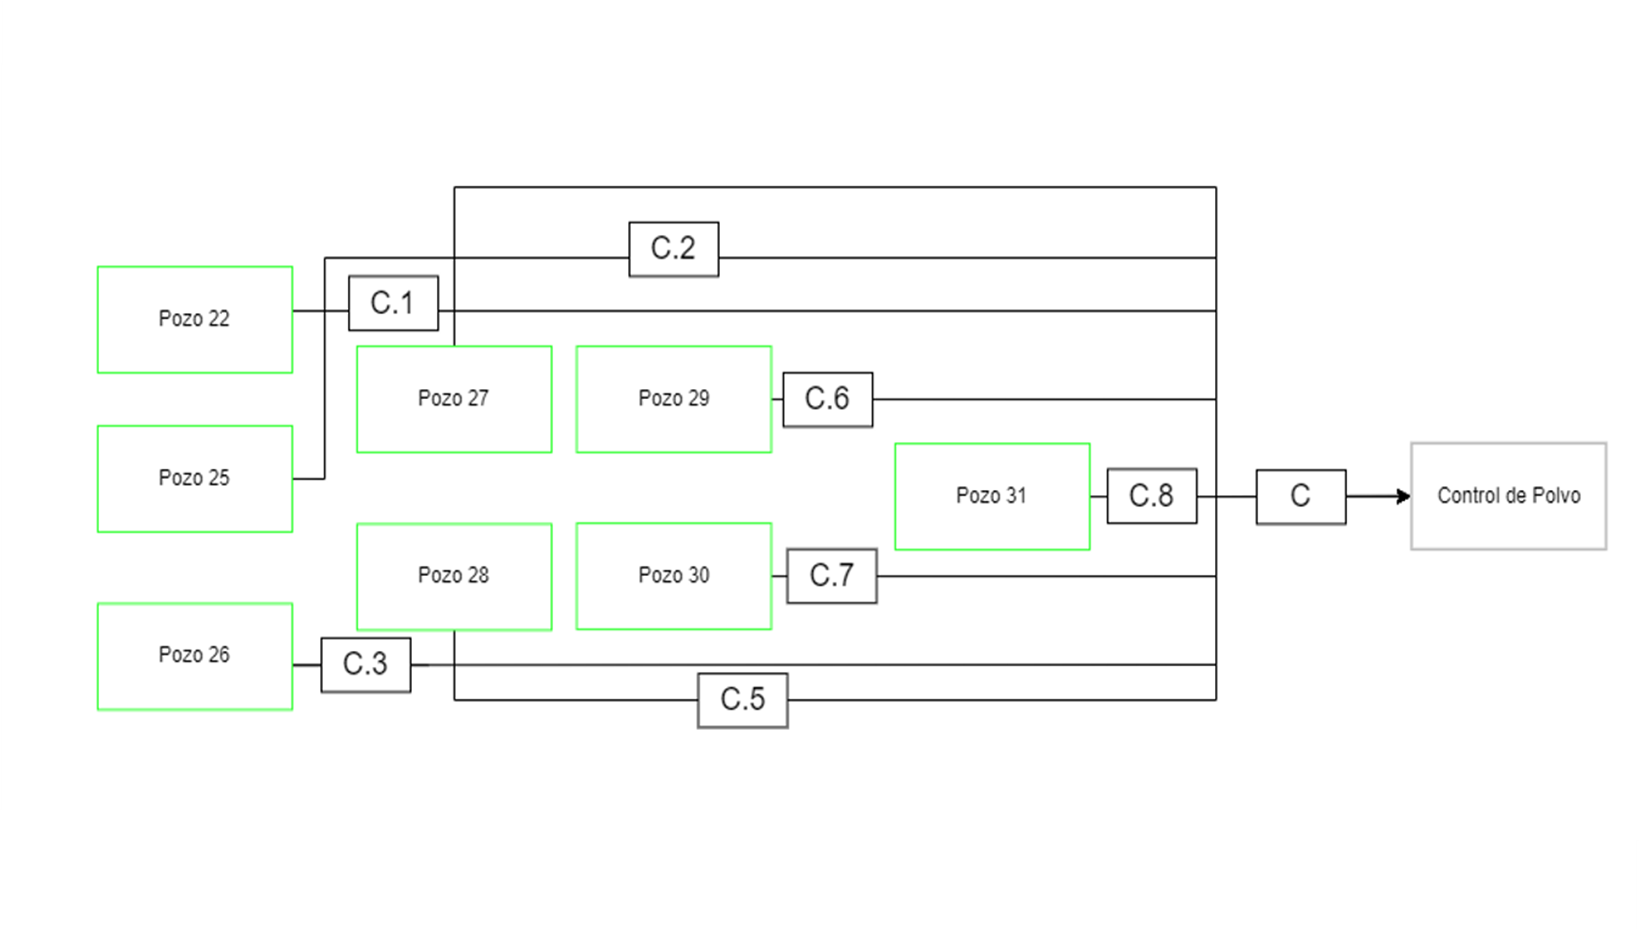 C.2
C.1
Pozo 22
Pozo 27
Pozo 29
C.6
Pozo 25
Pozo 31
C.8
C
Control de Polvo
Pozo 28
Pozo 30
C.7
Pozo 26
C.3
C.5